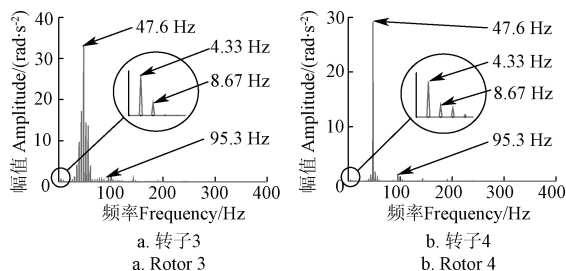 幅值 Amplitude/(rad·s⁻²)
40
30
20
10
0
47.6 Hz
4.33 Hz
8.67 Hz
95.3 Hz
0
100
200
300
400
频率Frequency/Hz
a. 转子3
a. Rotor 3
幅值 Amplitude/(rad·s⁻²)
30
20
10
0
47.6 Hz
4.33 Hz
8.67 Hz
95.3 Hz
0
100
200
300
400
频率Frequency/Hz
b. 转子4
b. Rotor 4